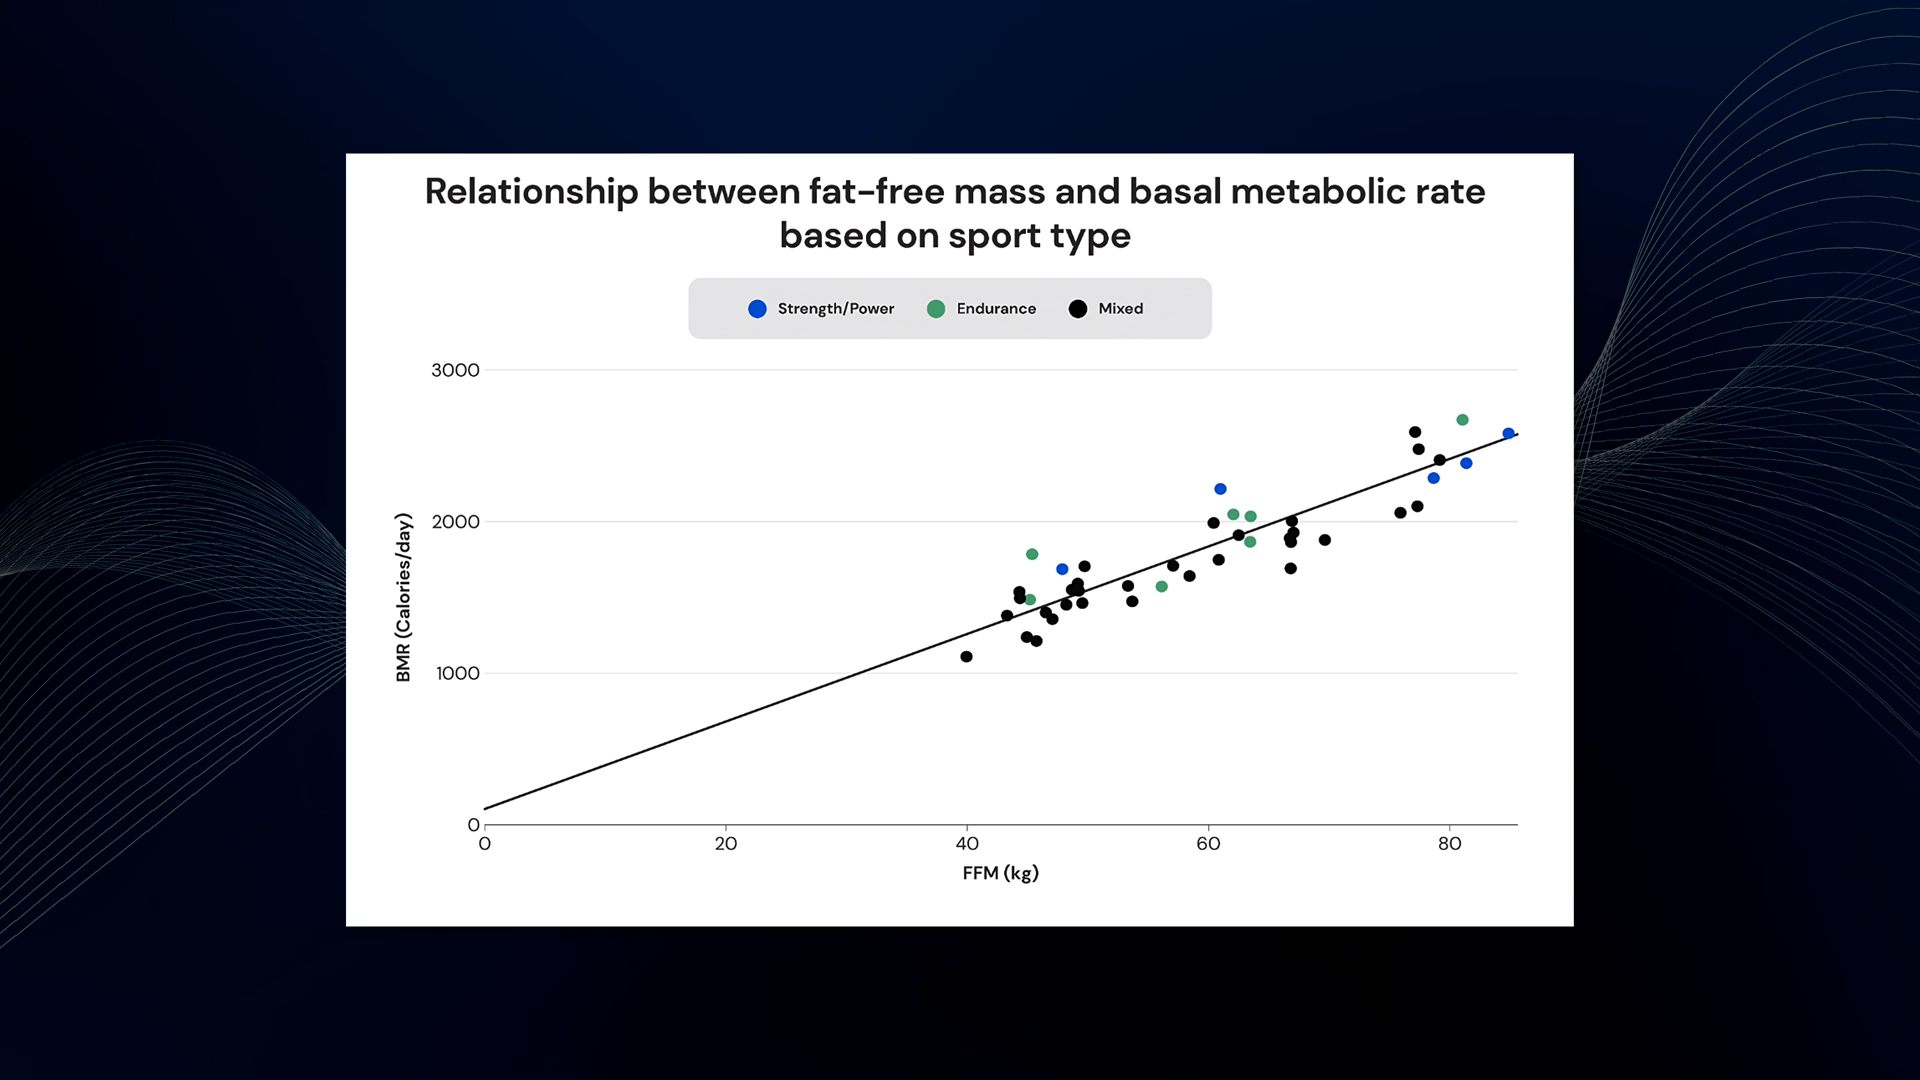 Relationship between fat-free mass and basal metabolic rate
based on sport type
Strength/Power Endurance Mixed
3000
2000
1000
0
BMR (Calories/day)
0 20 40 60 80
FFM (kg)